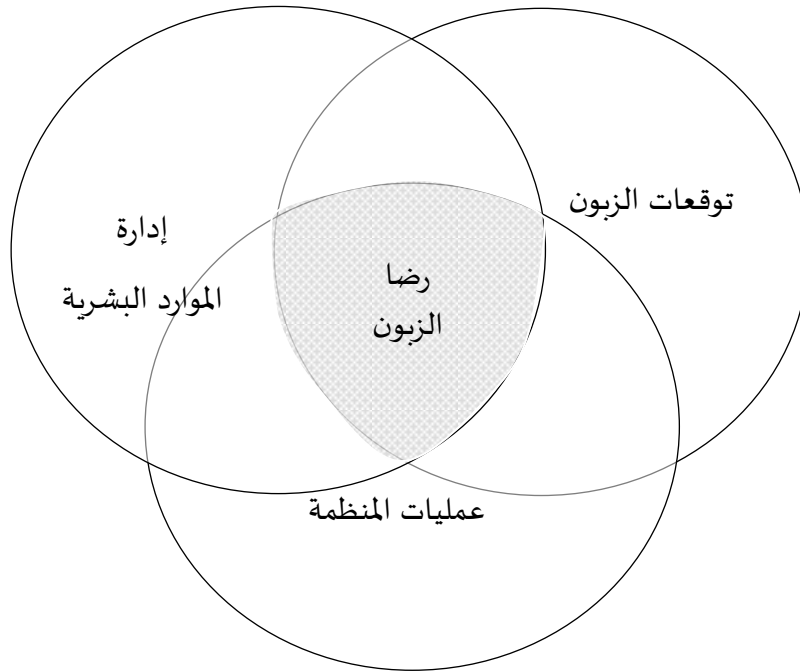 توقعات الزبون
إدارة
الموارد البشرية
رضا
الزبون
عمليات المنظمة